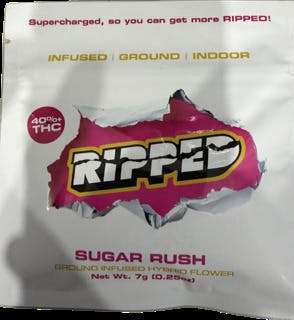 Supercharged, so you can get more RIPPED!
INFUSED | GROUND | INDOOR
40%+
THC
RIPPED
SUGAR RUSH
GROUND INFUSED HYBRID FLOWER
Net Wt. 7g (0.25oz)